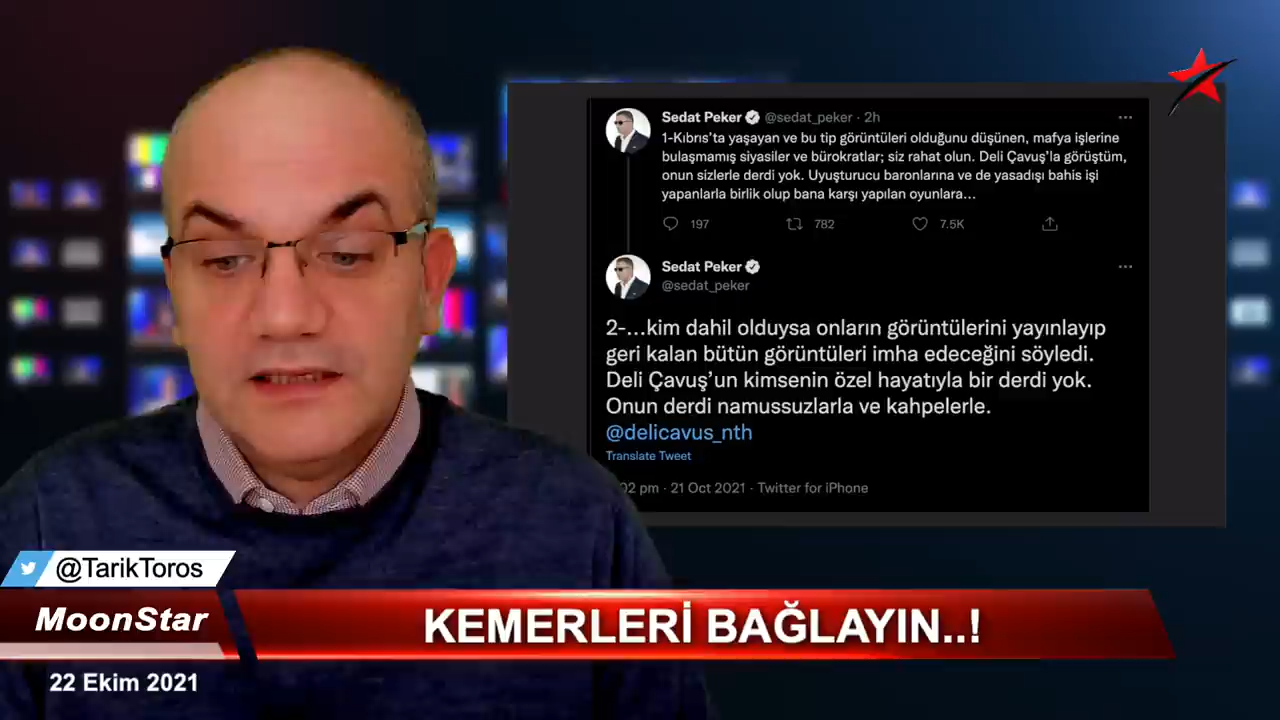 Sedat Peker @sedat_peker · 2h
1-Kıbrıs'ta yaşayan ve bu tip görüntüleri olduğunu düşünen, mafya işlerine
bulaşmamış siyasiler ve bürokratlar; siz rahat olun. Deli Çavuş'la görüştüm,
onun sizlerle derdi yok. Uyuşturucu baronlarına ve de yasadışı bahis işi
yapanlarla birlik olup bana karşı yapılan oyunlara...
197 782 7.5K
Sedat Peker
@sedat_peker
2-...kim dahil olduysa onların görüntülerini yayınlayıp
geri kalan bütün görüntüleri imha edeceğini söyledi.
Deli Çavuş'un kimsenin özel hayatıyla bir derdi yok.
Onun derdi namussuzlarla ve kahpelerle.
@delicavus_nth
Translate Tweet
02 pm · 21 Oct 2021 · Twitter for iPhone
@TarikToros
MoonStar
KEMERLERİ BAĞLAYIN..!
22 Ekim 2021